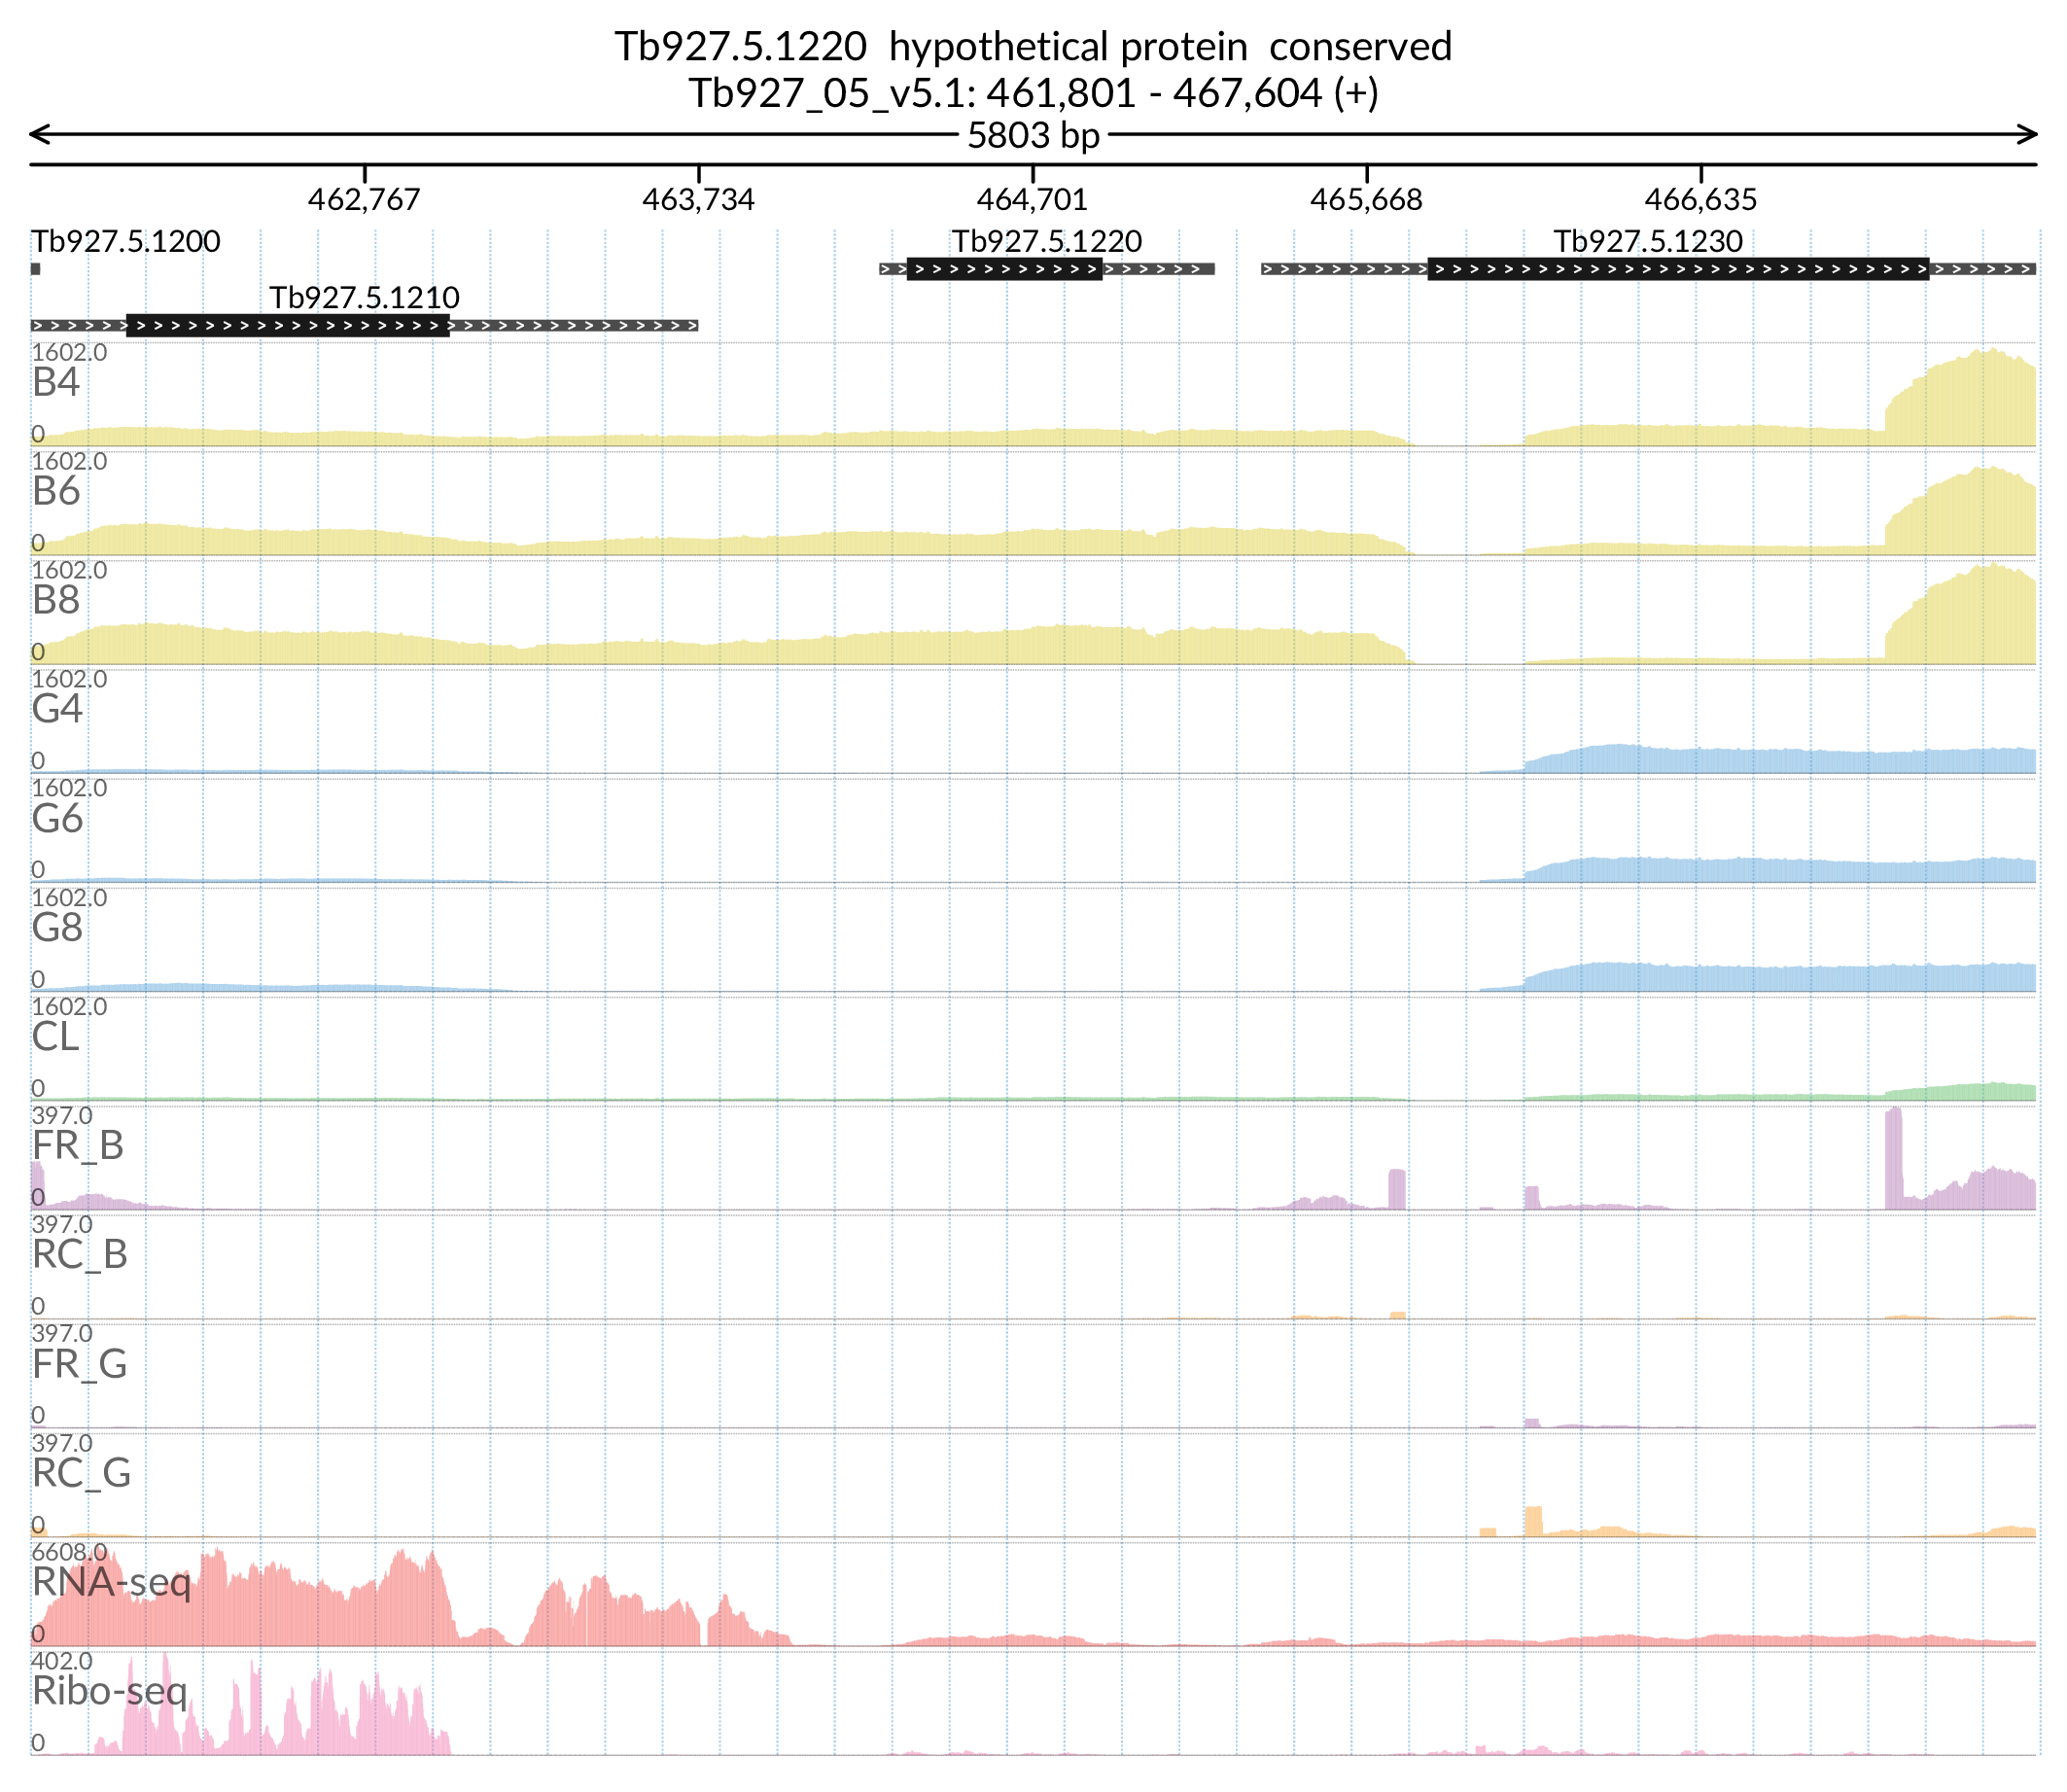 Tb927.5.1220 hypothetical protein conserved
Tb927_05_v5.1: 461,801 - 467,604 (+)
5803 bp
462,767 463,734 464,701 465,668 466,635
Tb927.5.1200 Tb927.5.1220 Tb927.5.1230
Tb927.5.1210
1602.0
B4
0
1602.0
B6
0
1602.0
B8
0
1602.0
G4
0
1602.0
G6
0
1602.0
G8
0
1602.0
CL
0
397.0
FR_B
0
397.0
RC_B
0
397.0
FR_G
0
397.0
RC_G
0
6608.0
RNA-seq
0
402.0
Ribo-seq
0